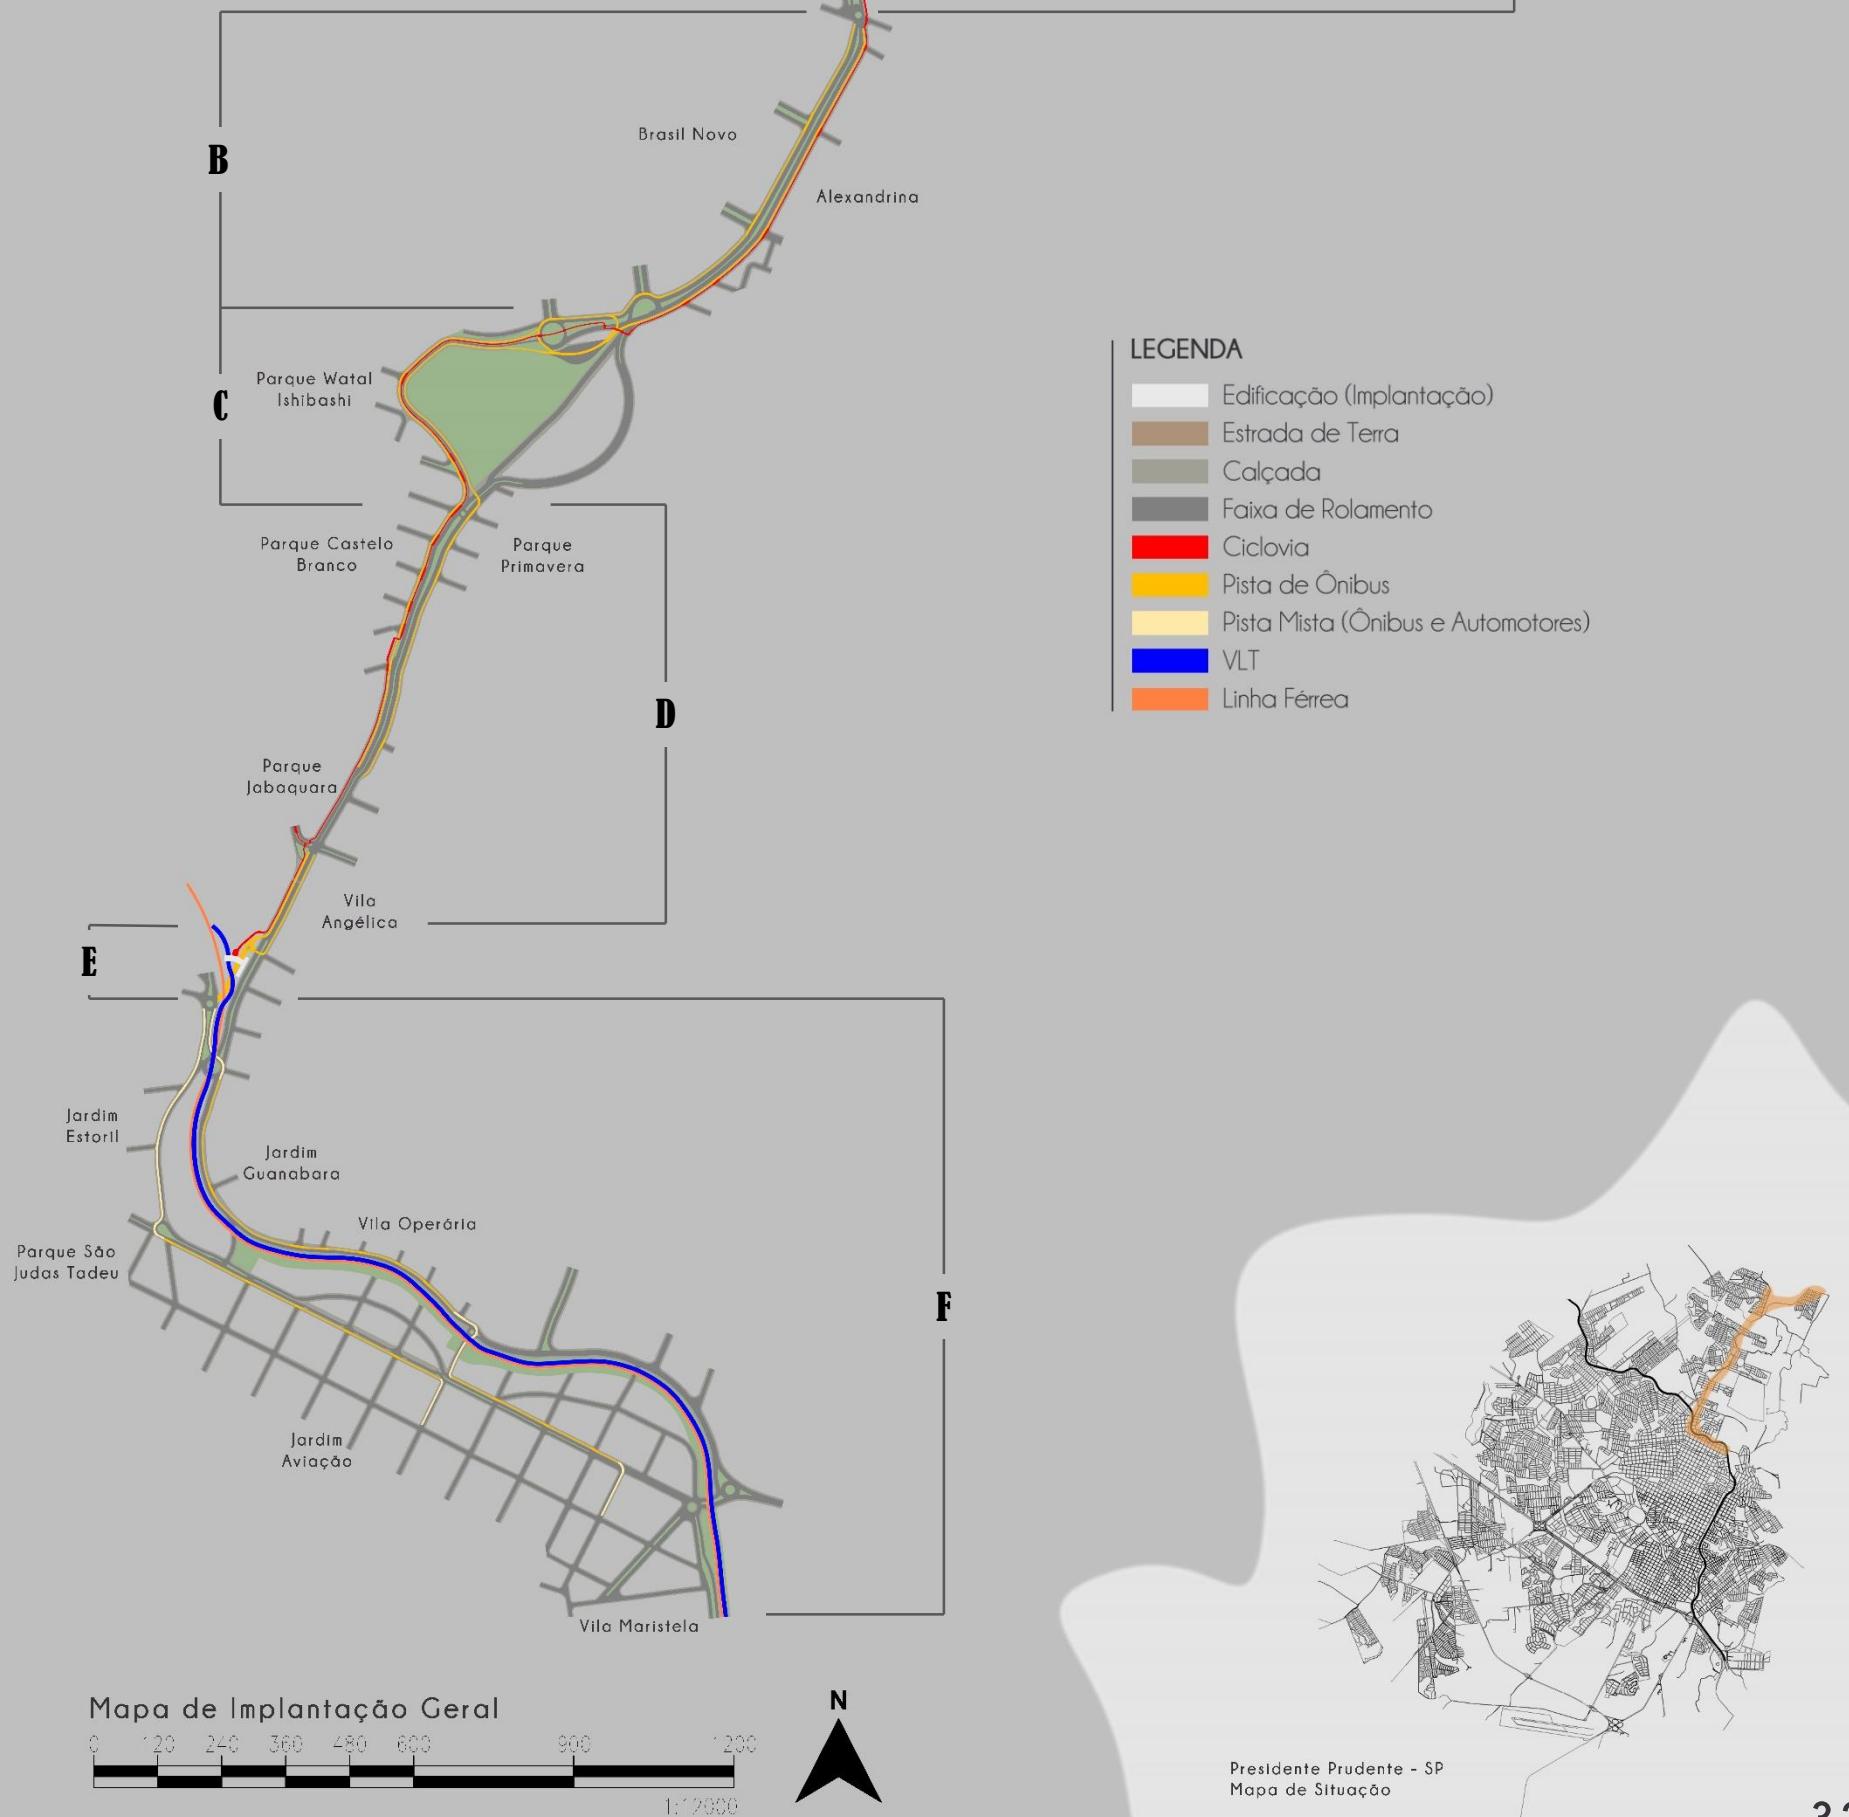 Brasil Novo
B
Alexandrina
LEGENDA
Edificação (Implantação)
Estrada de Terra
Calçada
Faixa de Rolamento
Ciclovia
Pista de Ônibus
Pista Mista (Ônibus e Automotores)
VLT
Linha Férrea
Parque Watal
Ishibashi
C
Parque Castelo
Branco
Parque
Primavera
D
Parque
Jabaquara
Vila
Angélica
E
Jardim
Estoril
Jardim
Guanabara
Vila Operária
Parque São
Judas Tadeu
F
Jardim
Aviação
Vila Maristela
Mapa de Implantação Geral
0 120 240 360 480 600 900 1200
1:12000
N
Presidente Prudente - SP
Mapa de Situação